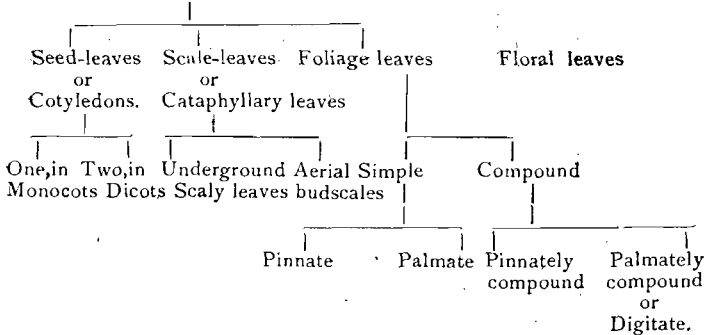 Seed-leaves Scale-leaves Foliage leaves Floral leaves
or or
Cotyledons. Cataphyllary leaves
One,in Two,in Underground Aerial Simple Compound
Monocots Dicots Scaly leaves budscales
Pinnate Palmate Pinnately Palmately
compound compound
or
Digitate.